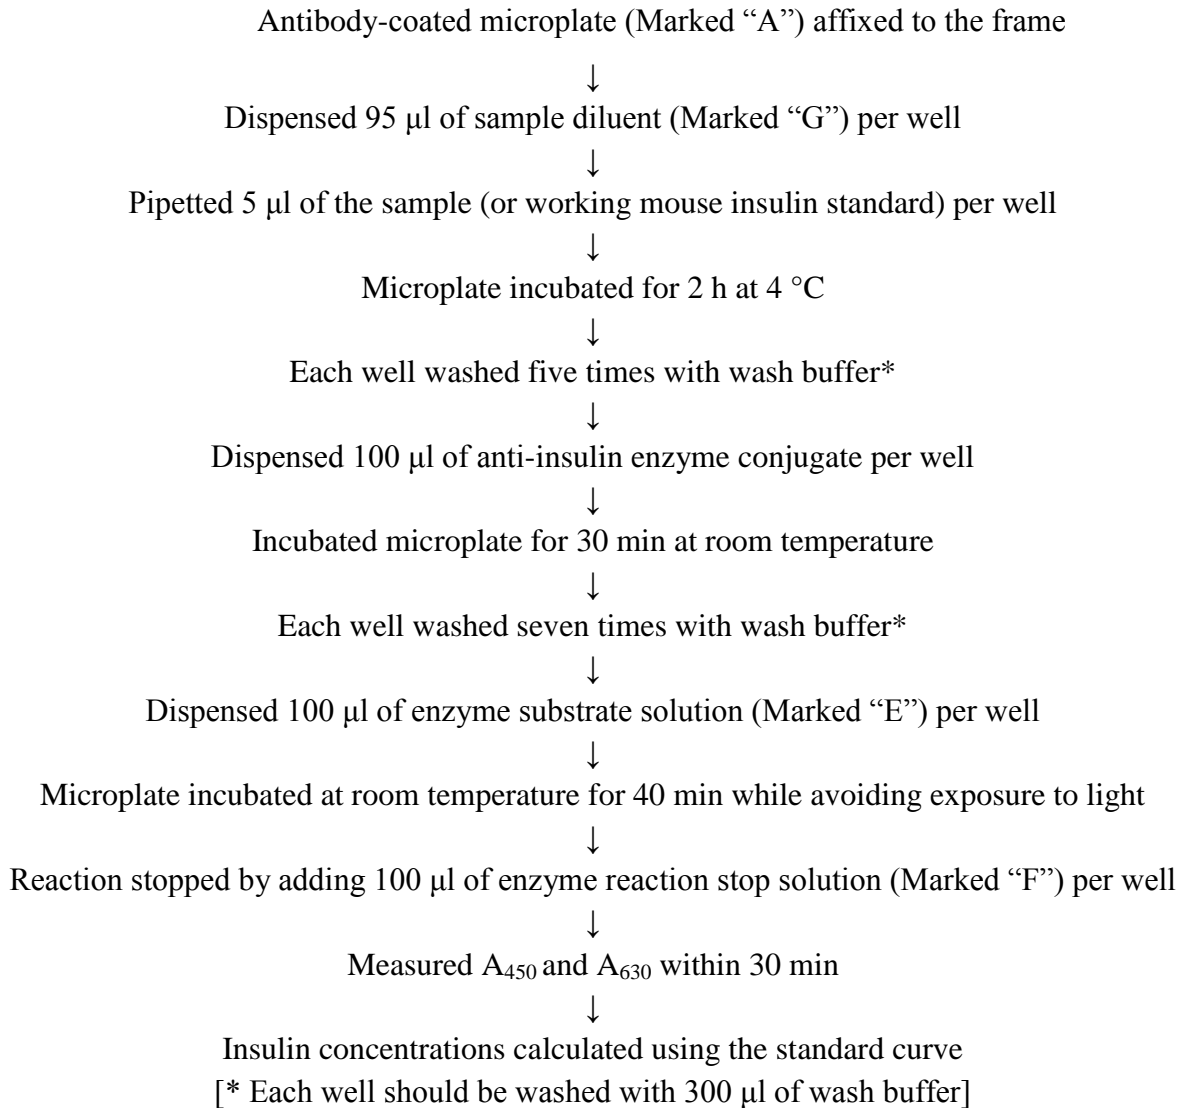 Antibody-coated microplate (Marked “A”) affixed to the frame
↓
Dispensed 95 μl of sample diluent (Marked “G”) per well
↓
Pipetted 5 μl of the sample (or working mouse insulin standard) per well
↓
Microplate incubated for 2 h at 4 °C
↓
Each well washed five times with wash buffer*
↓
Dispensed 100 μl of anti-insulin enzyme conjugate per well
↓
Incubated microplate for 30 min at room temperature
↓
Each well washed seven times with wash buffer*
↓
Dispensed 100 μl of enzyme substrate solution (Marked “E”) per well
↓
Microplate incubated at room temperature for 40 min while avoiding exposure to light
↓
Reaction stopped by adding 100 μl of enzyme reaction stop solution (Marked “F”) per well
↓
Measured A₄₅₀ and A₆₃₀ within 30 min
↓
Insulin concentrations calculated using the standard curve
[* Each well should be washed with 300 μl of wash buffer]